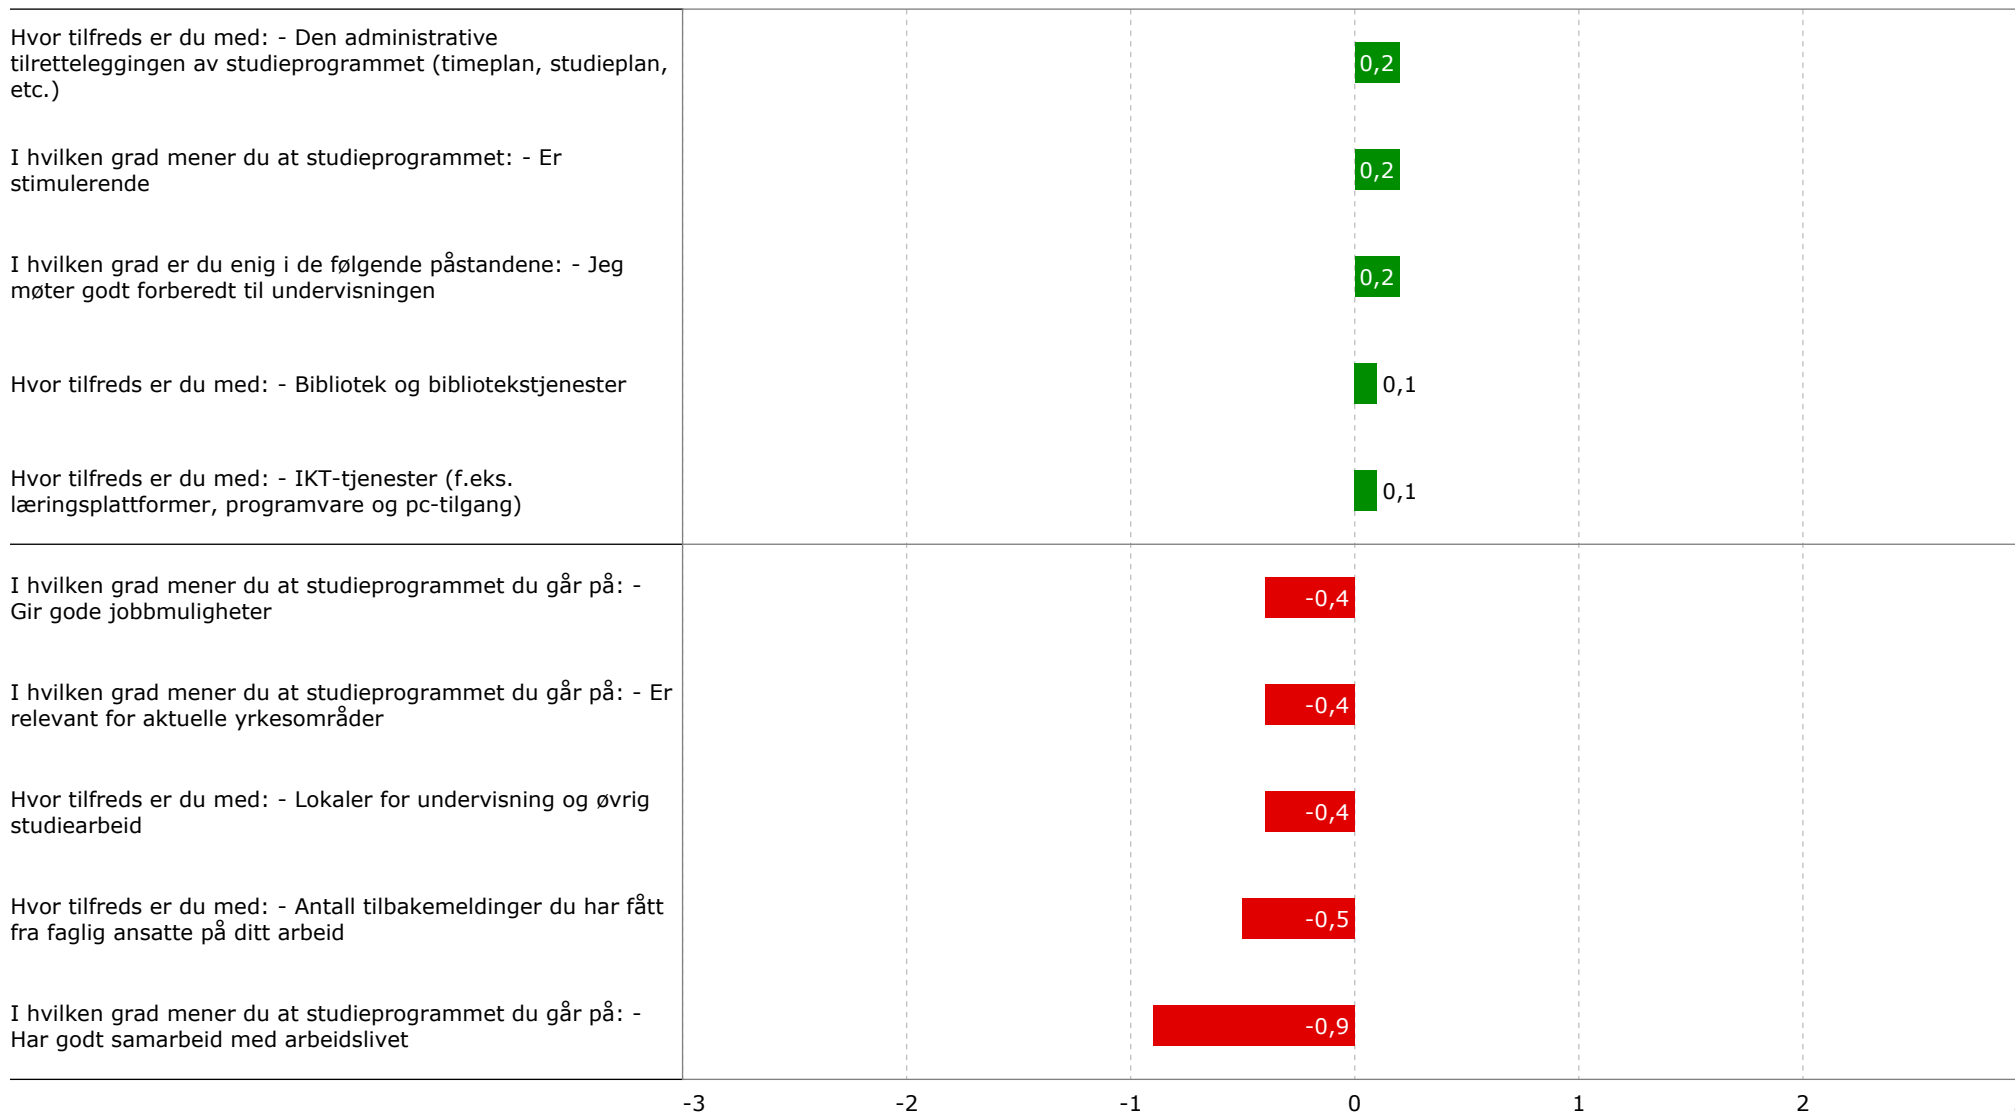 Hvor tilfreds er du med: - Den administrative
tilretteleggingen av studieprogrammet (timeplan, studieplan,
etc.)
0,2
I hvilken grad mener du at studieprogrammet: - Er
stimulerende
0,2
I hvilken grad er du enig i de følgende påstandene: - Jeg
møter godt forberedt til undervisningen
0,2
Hvor tilfreds er du med: - Bibliotek og bibliotekstjenester
0,1
Hvor tilfreds er du med: - IKT-tjenester (f.eks.
læringsplattformer, programvare og pc-tilgang)
0,1
I hvilken grad mener du at studieprogrammet du går på: -
Gir gode jobbmuligheter
-0,4
I hvilken grad mener du at studieprogrammet du går på: - Er
relevant for aktuelle yrkesområder
-0,4
Hvor tilfreds er du med: - Lokaler for undervisning og øvrig
studiearbeid
-0,4
Hvor tilfreds er du med: - Antall tilbakemeldinger du har fått
fra faglig ansatte på ditt arbeid
-0,5
I hvilken grad mener du at studieprogrammet du går på: -
Har godt samarbeid med arbeidslivet
-0,9
-3 -2 -1 0 1 2